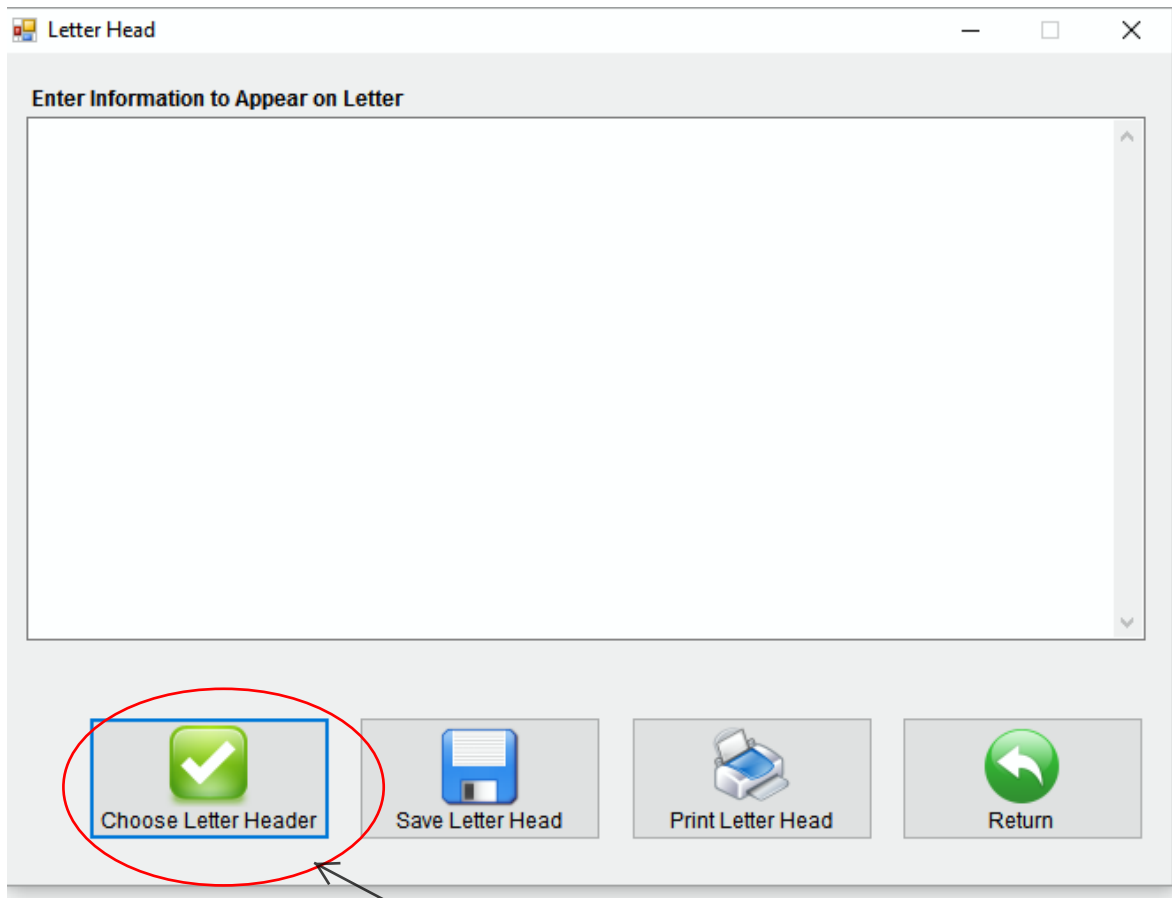 Letter Head
Enter Information to Appear on Letter
Choose Letter Header
Save Letter Head
Print Letter Head
Return